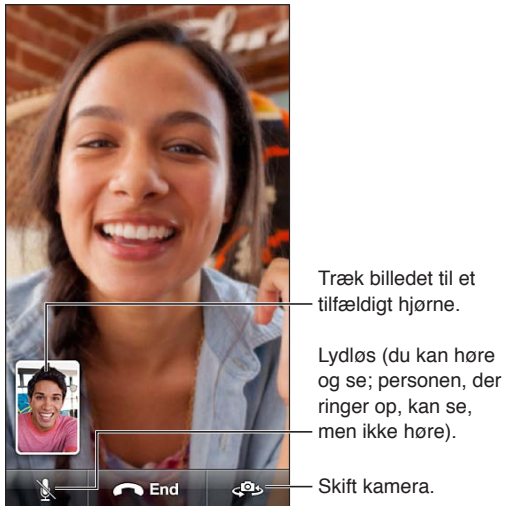 Træk billedet til et
tilfældigt hjørne.
Lydløs (du kan høre
og se; personen, der
ringer op, kan se,
men ikke høre).
End
Skift kamera.